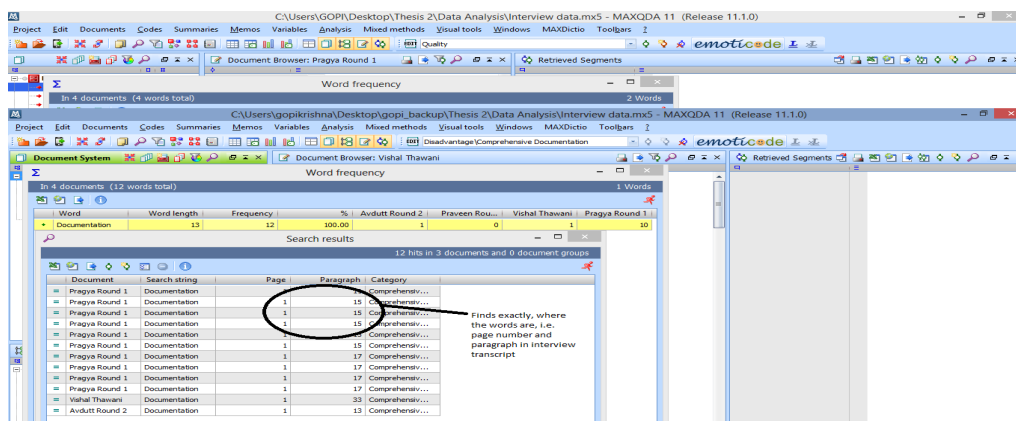 C:\Users\GOPI\Desktop\Thesis 2\Data Analysis\Interview data.mx5 - MAXQDA 11 (Release 11.1.0)
Project Edit Documents Codes Summaries Memos Variables Analysis Mixed methods Visual tools Windows MAXDictio Toolbars ?
Quality emoticode
Document Browser: Pragya Round 1 Retrieved Segments
Σ Word frequency
In 4 documents (4 words total) 2 Words
C:\Users\gopikrishna\Desktop\gopi_backup\Thesis 2\Data Analysis\Interview data.mx5 - MAXQDA 11 (Release 11.1.0)
Project Edit Documents Codes Summaries Memos Variables Analysis Mixed methods Visual tools Windows MAXDictio Toolbars ?
Disadvantage\Comprehensive Documentation emoticode
Document System Document Browser: Vishal Thawani Retrieved Segments
Σ Word frequency
In 4 documents (12 words total) 1 Words
Word Word length Frequency % Avdutt Round 2 Praveen Rou... Vishal Thawani Pragya Round 1
Documentation 13 12 100.00 1 0 1 10
Search results
12 hits in 3 documents and 0 document groups
Document Search string Page Paragraph Category
Pragya Round 1 Documentation Comprehensiv...
Pragya Round 1 Documentation 1 15 Comprehensiv...
Pragya Round 1 Documentation 1 15 Comprehensiv...
Pragya Round 1 Documentation 1 15 Comprehensiv...
Pragya Round 1 Documentation Comprehensiv...
Pragya Round 1 Documentation 1 15 Comprehensiv...
Pragya Round 1 Documentation 1 17 Comprehensiv...
Pragya Round 1 Documentation 1 17 Comprehensiv...
Pragya Round 1 Documentation 1 17 Comprehensiv...
Pragya Round 1 Documentation 1 17 Comprehensiv...
Vishal Thawani Documentation 1 33 Comprehensiv...
Avdutt Round 2 Documentation 1 13 Comprehensiv...
Finds exactly, where
the words are, i.e.
page number and
paragraph in interview
transcript